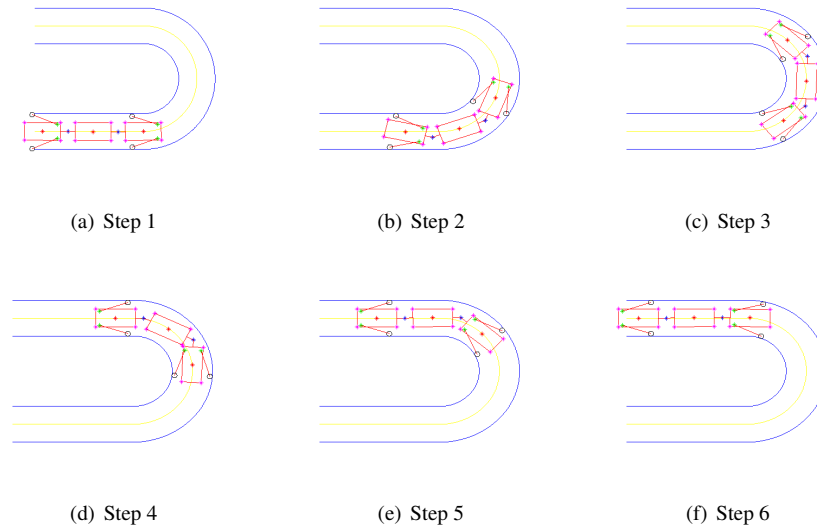 (a) Step 1
(b) Step 2
(c) Step 3
(d) Step 4
(e) Step 5
(f) Step 6